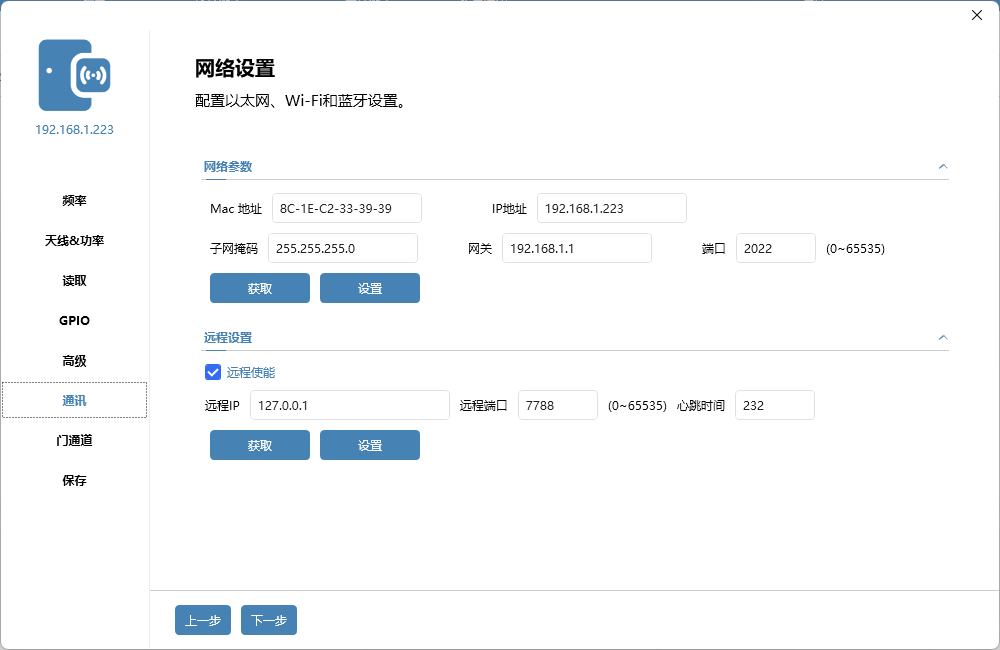 192.168.1.223
频率
天线&功率
读取
GPIO
高级
通讯
门通道
保存
网络设置
配置以太网、Wi-Fi和蓝牙设置。
网络参数
Mac 地址 8C-1E-C2-33-39-39 IP地址 192.168.1.223
子网掩码 255.255.255.0 网关 192.168.1.1 端口 2022 (0~65535)
获取 设置
远程设置
远程使能
远程IP 127.0.0.1 远程端口 7788 (0~65535) 心跳时间 232
获取 设置
上一步 下一步